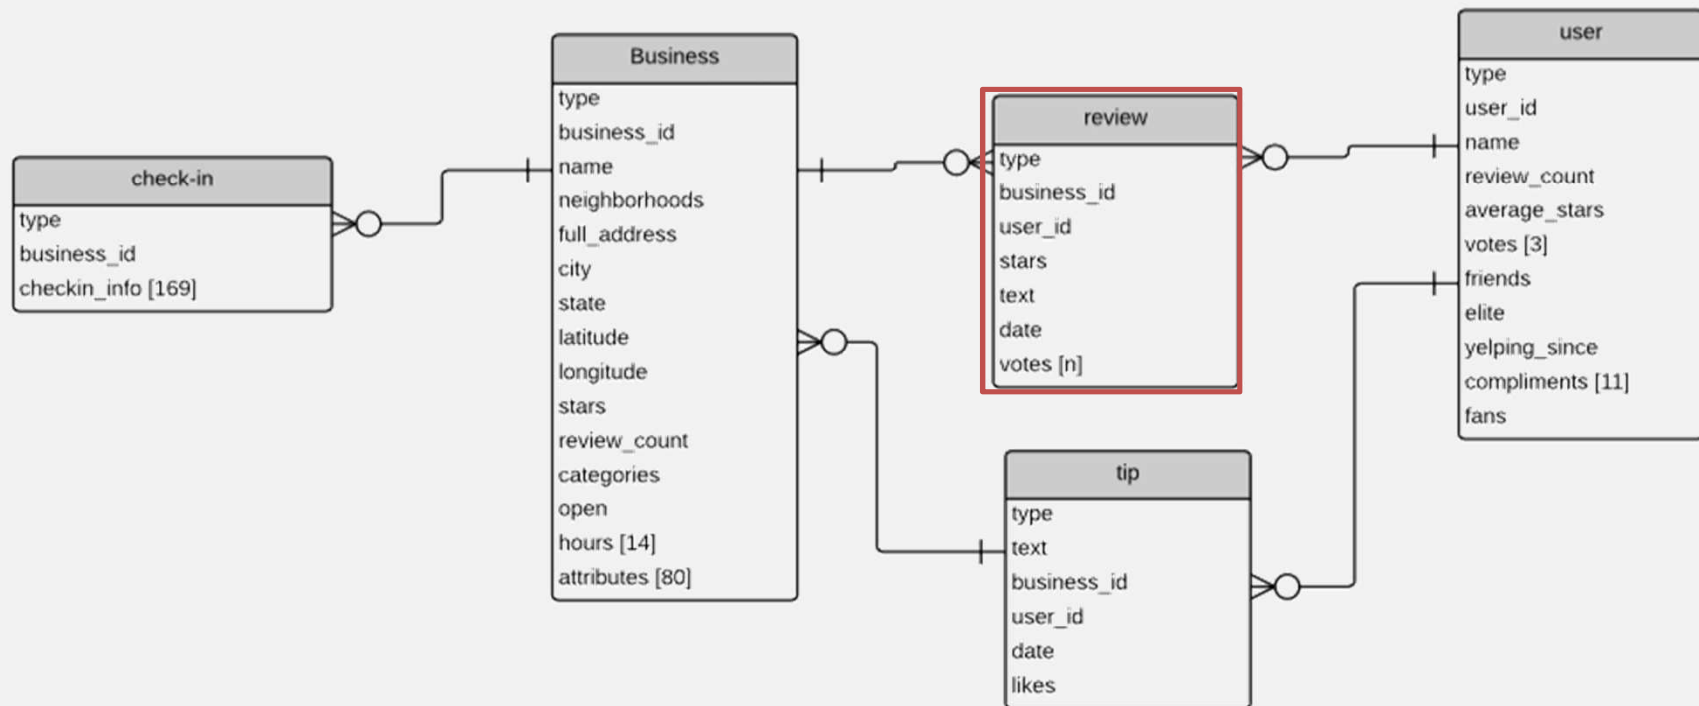 check-in
type
business_id
checkin_info [169]
Business
type
business_id
name
neighborhoods
full_address
city
state
latitude
longitude
stars
review_count
categories
open
hours [14]
attributes [80]
review
type
business_id
user_id
stars
text
date
votes [n]
tip
type
text
business_id
user_id
date
likes
user
type
user_id
name
review_count
average_stars
votes [3]
friends
elite
yelping_since
compliments [11]
fans